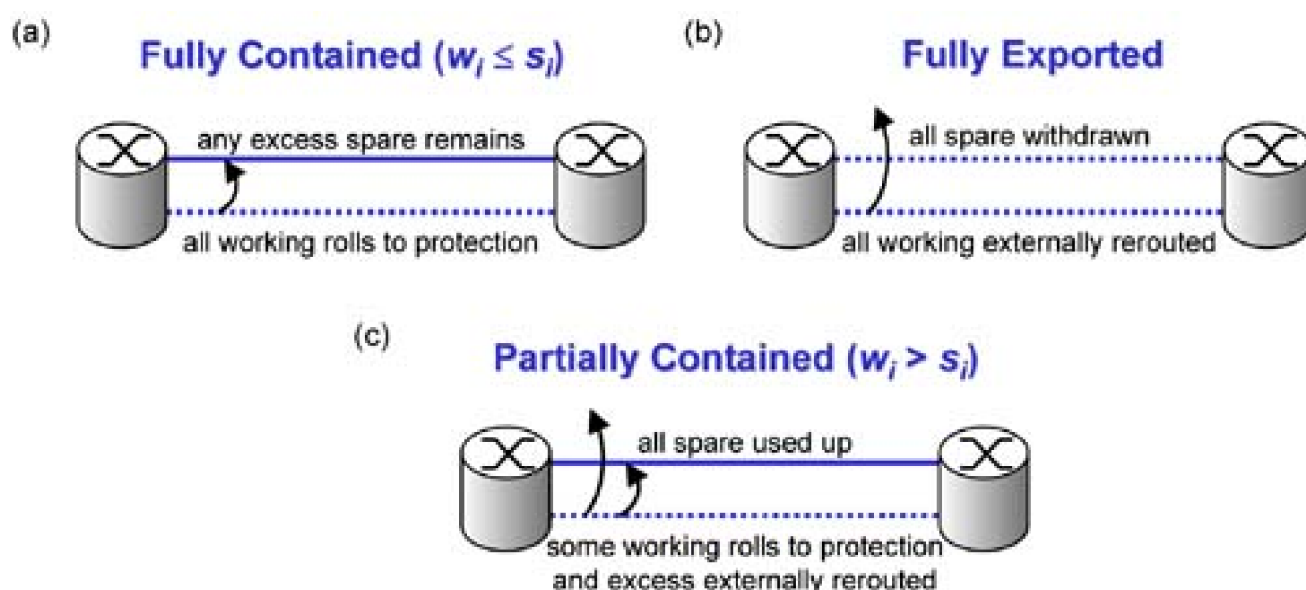 (a)
Fully Contained (wi ≤ si)
any excess spare remains
all working rolls to protection
(b)
Fully Exported
all spare withdrawn
all working externally rerouted
(c)
Partially Contained (wi > si)
all spare used up
some working rolls to protection
and excess externally rerouted